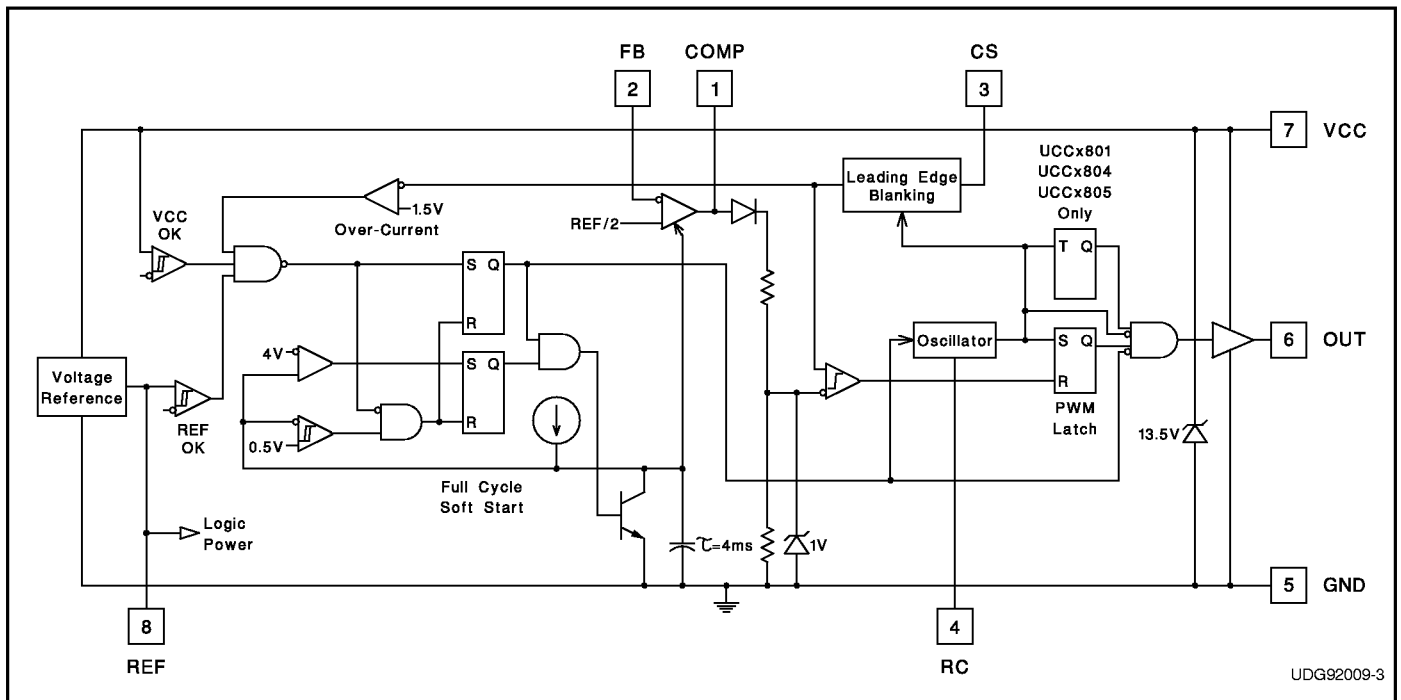 FB COMP CS
2 1 3
7 VCC
UCCx801
UCCx804
UCCx805
Only
Leading Edge
Blanking
1.5V
Over-Current
VCC
OK
REF/2
T Q
S Q
R
4V
S Q
R
0.5V
Voltage
Reference
REF
OK
Oscillator
S Q
R
PWM
Latch
6 OUT
13.5V
Full Cycle
Soft Start
Logic
Power
τ=4ms
1V
5 GND
8
REF
4
RC
UDG92009-3